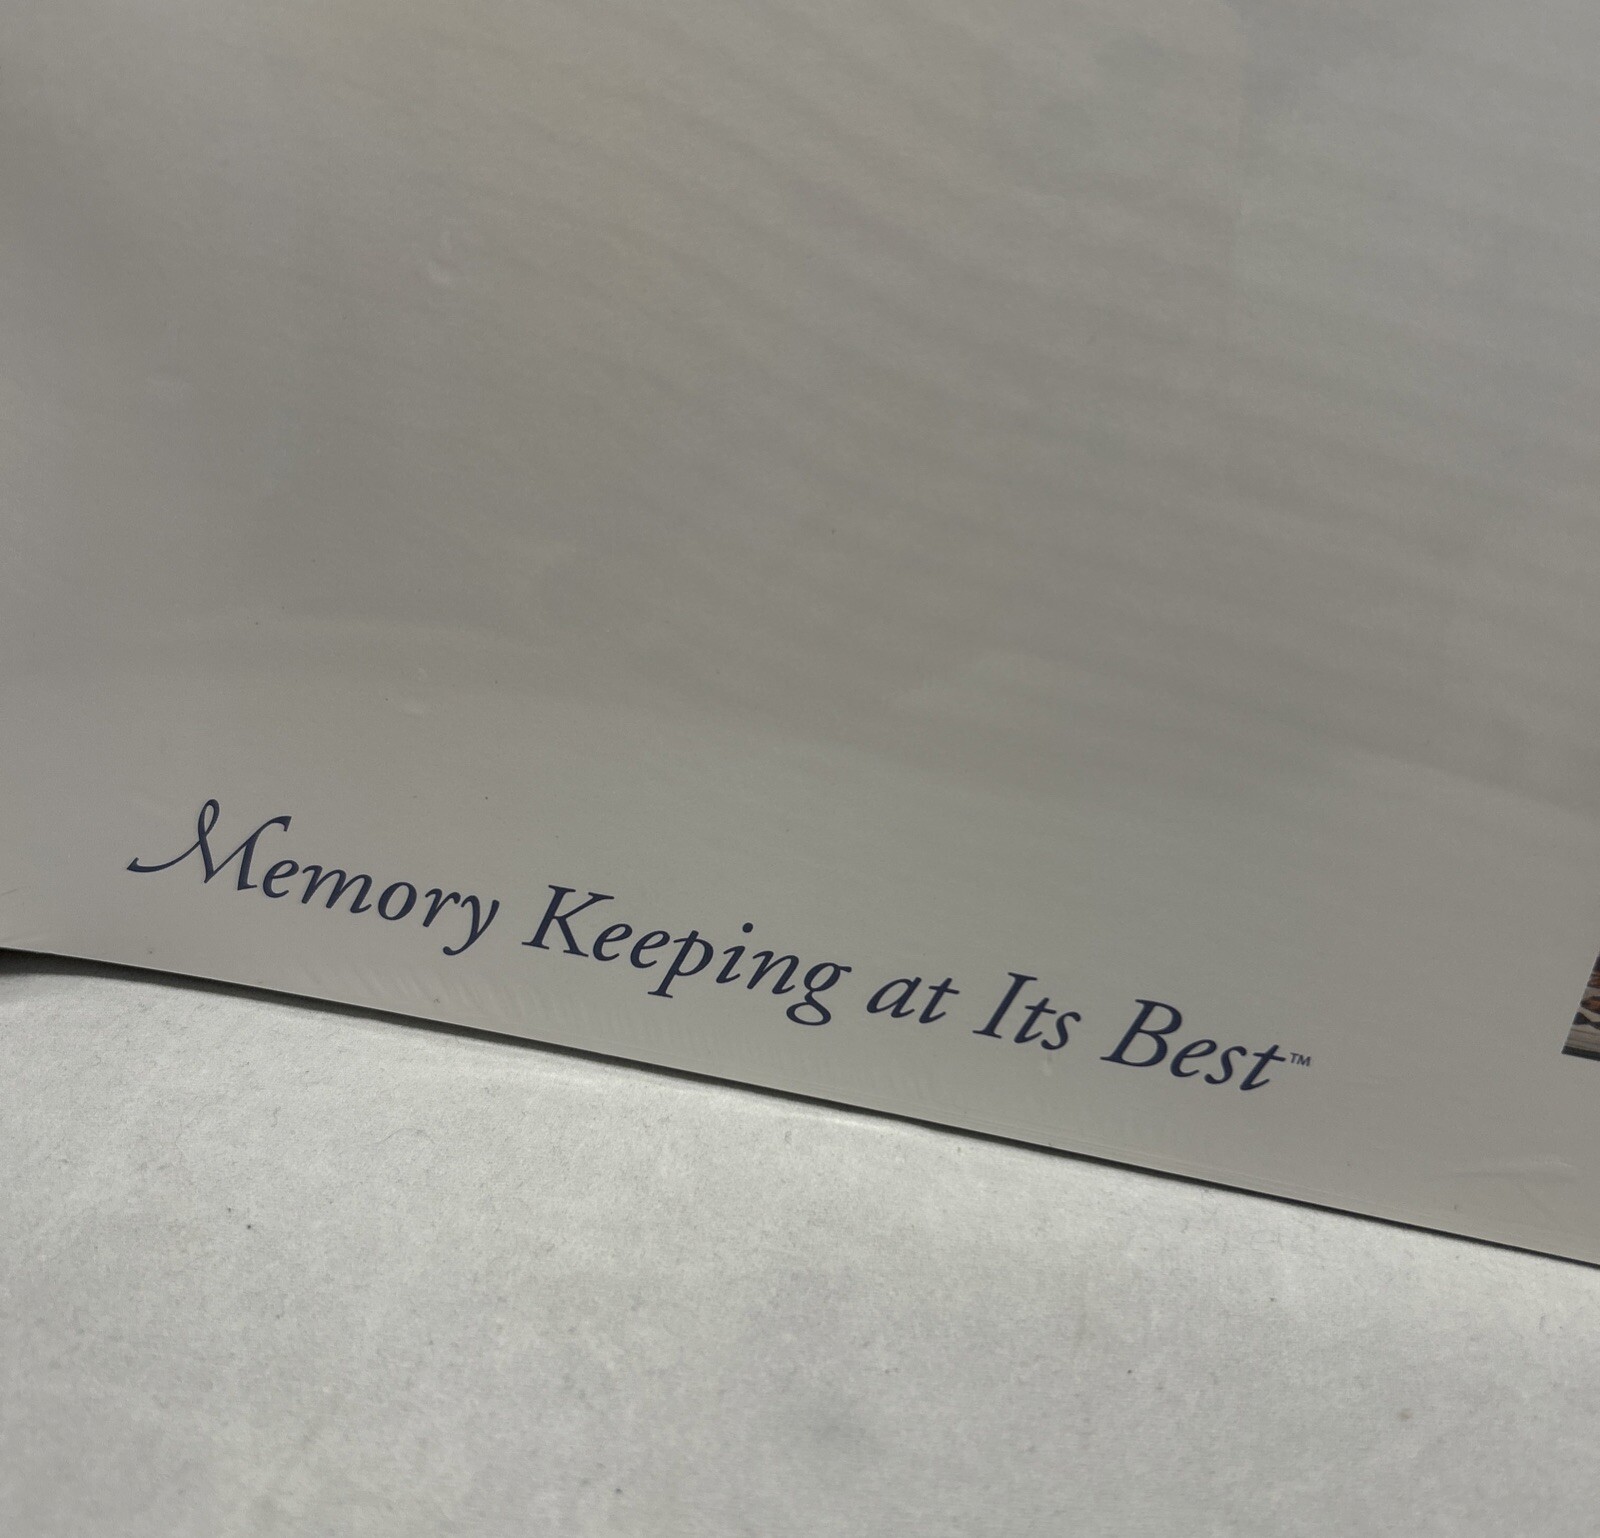 Memory Keeping at Its Best™